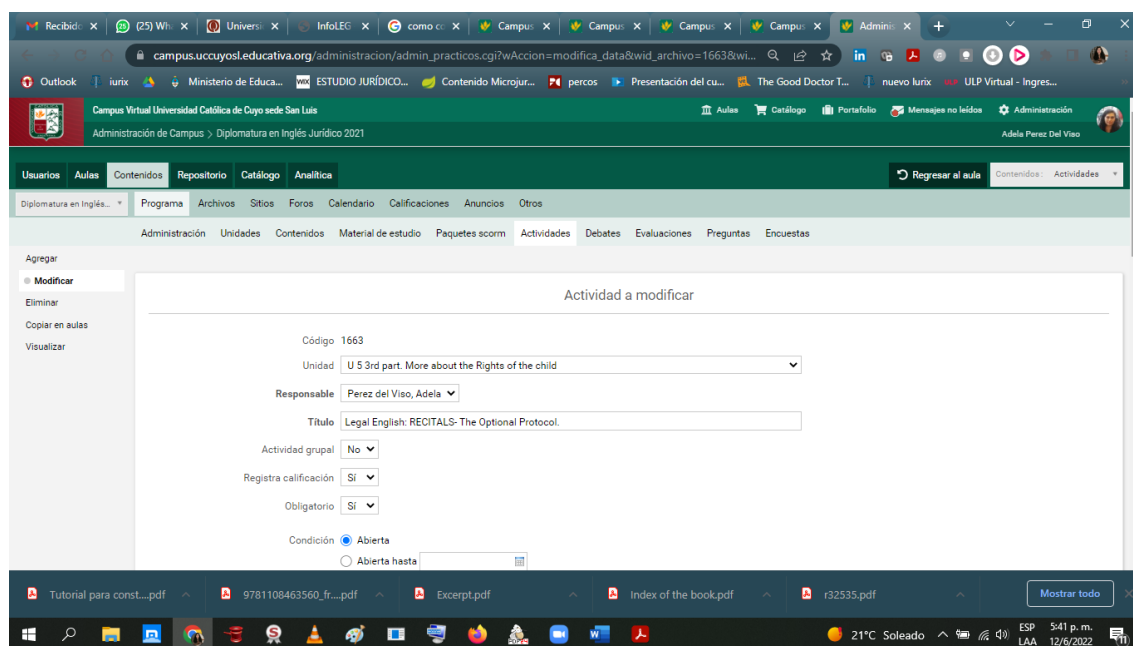 Recibido
(25) Wh
Universi
InfoLEG
como co
Campus
Campus
Campus
Campus
Adminis
campus.uccuyosl.educativa.org/administracion/admin_practicos.cgi?wAccion=modifica_data&wid_archivo=1663&wi...
Outlook iurix Ministerio de Educa... WIX ESTUDIO JURÍDICO... Contenido Microjur... percos Presentación del cu... The Good Doctor T... nuevo Iurix ULP Virtual - Ingres...
Campus Virtual Universidad Católica de Cuyo sede San Luis
Aulas Catálogo Portafolio Mensajes no leídos Administración
Administración de Campus > Diplomatura en Inglés Jurídico 2021
Adela Perez Del Viso
Usuarios Aulas Contenidos Repositorio Catálogo Analítica
Regresar al aula
Contenidos: Actividades
Diplomatura en Inglés...
Programa Archivos Sitios Foros Calendario Calificaciones Anuncios Otros
Administración Unidades Contenidos Material de estudio Paquetes scorm Actividades Debates Evaluaciones Preguntas Encuestas
Agregar
Modificar
Eliminar
Copiar en aulas
Visualizar
Actividad a modificar
Código 1663
Unidad U 5 3rd part. More about the Rights of the child
Responsable Perez del Viso, Adela
Título Legal English: RECITALS- The Optional Protocol.
Actividad grupal No
Registra calificación Sí
Obligatorio Sí
Condición Abierta
Abierta hasta
Tutorial para const....pdf
9781108463560_fr....pdf
Excerpt.pdf
Index of the book.pdf
r32535.pdf
Mostrar todo
21°C Soleado
ESP
LAA
5:41 p. m.
12/6/2022